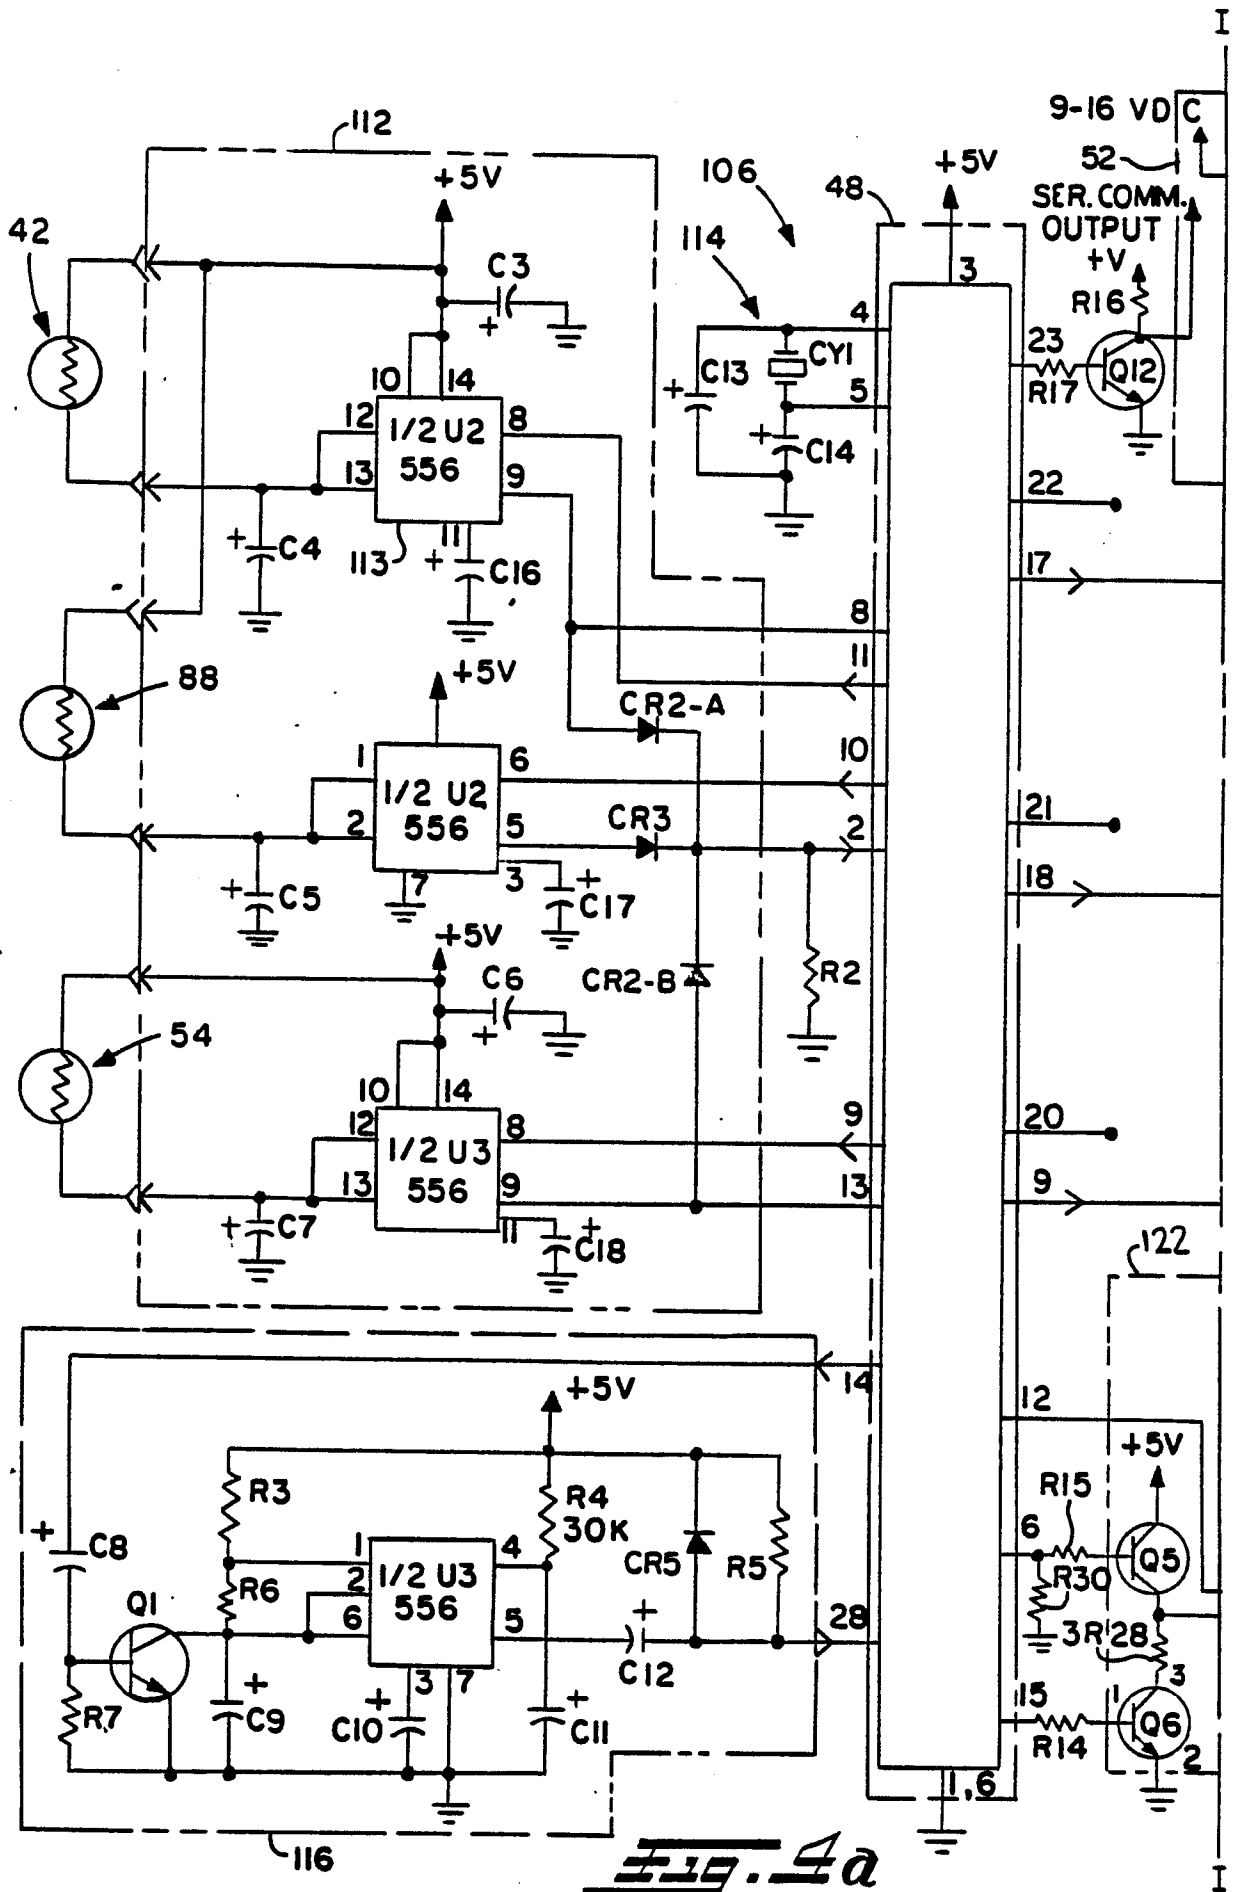 I
9-16 VDC
112
+5V
106
48
+5V
52
SER. COMM.
OUTPUT
+V
42
114
C3
+
3
R16
4
23
CY1
C13
+
Q12
10
14
R17
12
1/2 U2
8
5
556
+
C14
13
9
22
+
C4
113
11
+
C16
17
8
11
88
+5V
CR2-A
10
1
6
1/2 U2
CR3
21
2
556
5
2
18
+
C5
7
3
+
C17
+5V
C6
+
CR2-B
R2
54
10
14
20
12
8
9
1/2 U3
13
556
9
13
9
+
C7
11
+
C18
122
14
+5V
12
+5V
R3
R4
30K
R15
+
C8
1
4
CR5
R5
6
Q5
2
1/2 U3
R6
556
R30
Q1
6
5
+
28
3R28
C12
3
R7
+
C9
3
7
+
C10
+
C11
15
1
Q6
R14
2
1,6
116
Fig. 4a
I